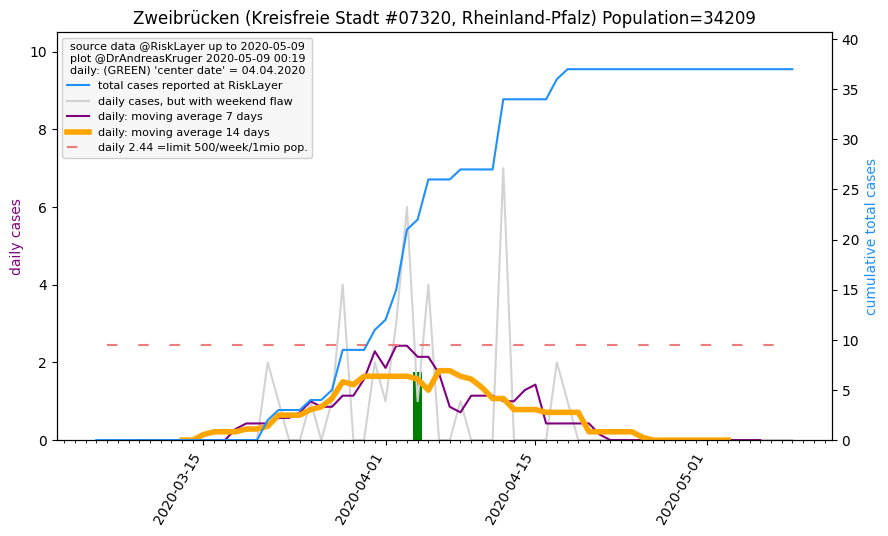 Zweibrücken (Kreisfreie Stadt #07320, Rheinland-Pfalz) Population=34209
source data @RiskLayer up to 2020-05-09
plot @DrAndreasKruger 2020-05-09 00:19
daily: (GREEN) 'center date' = 04.04.2020
total cases reported at RiskLayer
daily cases, but with weekend flaw
daily: moving average 7 days
daily: moving average 14 days
daily 2.44 =limit 500/week/1mio pop.
daily cases
10
8
6
4
2
0
cumulative total cases
40
35
30
25
20
15
10
5
0
2020-03-15
2020-04-01
2020-04-15
2020-05-01